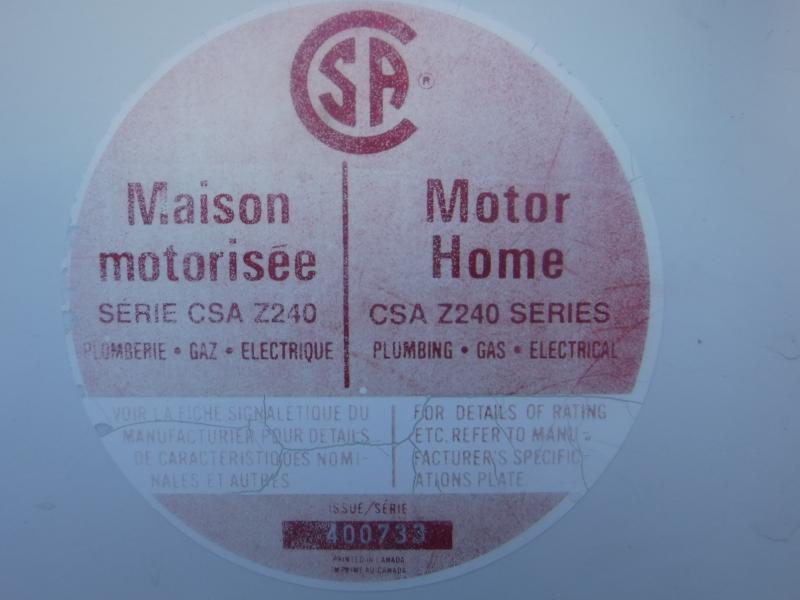 CSA ®
Maison
motorisée
SÉRIE CSA Z240
PLOMBERIE • GAZ • ELECTRIQUE
Motor
Home
CSA Z240 SERIES
PLUMBING • GAS • ELECTRICAL
VOIR LA FICHE SIGNALETIQUE DU
MANUFACTURIER POUR DETAILS
DE CARACTERISTIQUES NOMI-
NALES ET AUTRES
FOR DETAILS OF RATING
ETC. REFER TO MANU-
FACTURER'S SPECIFIC-
ATIONS PLATE
ISSUE/SÉRIE
400733
PRINTED IN CANADA
IMPRIME AU CANADA